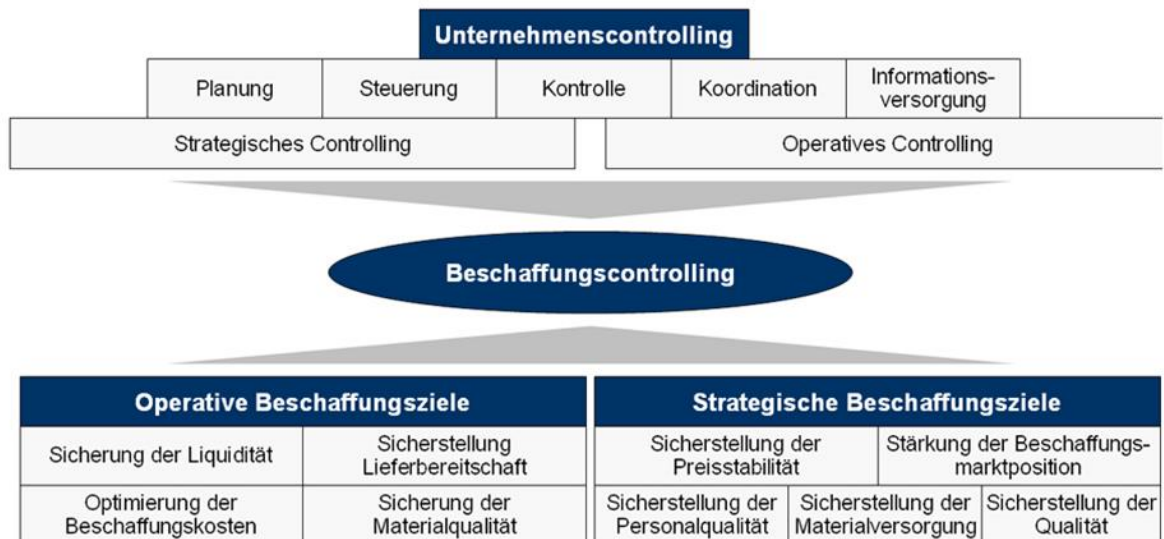 Unternehmenscontrolling
Planung
Steuerung
Kontrolle
Koordination
Informations-
versorgung
Strategisches Controlling
Operatives Controlling
Beschaffungscontrolling
Operative Beschaffungsziele
Sicherung der Liquidität
Sicherstellung
Lieferbereitschaft
Optimierung der
Beschaffungskosten
Sicherung der
Materialqualität
Strategische Beschaffungsziele
Sicherstellung der
Preisstabilität
Stärkung der Beschaffungs-
marktposition
Sicherstellung der
Personalqualität
Sicherstellung der
Materialversorgung
Sicherstellung der
Qualität